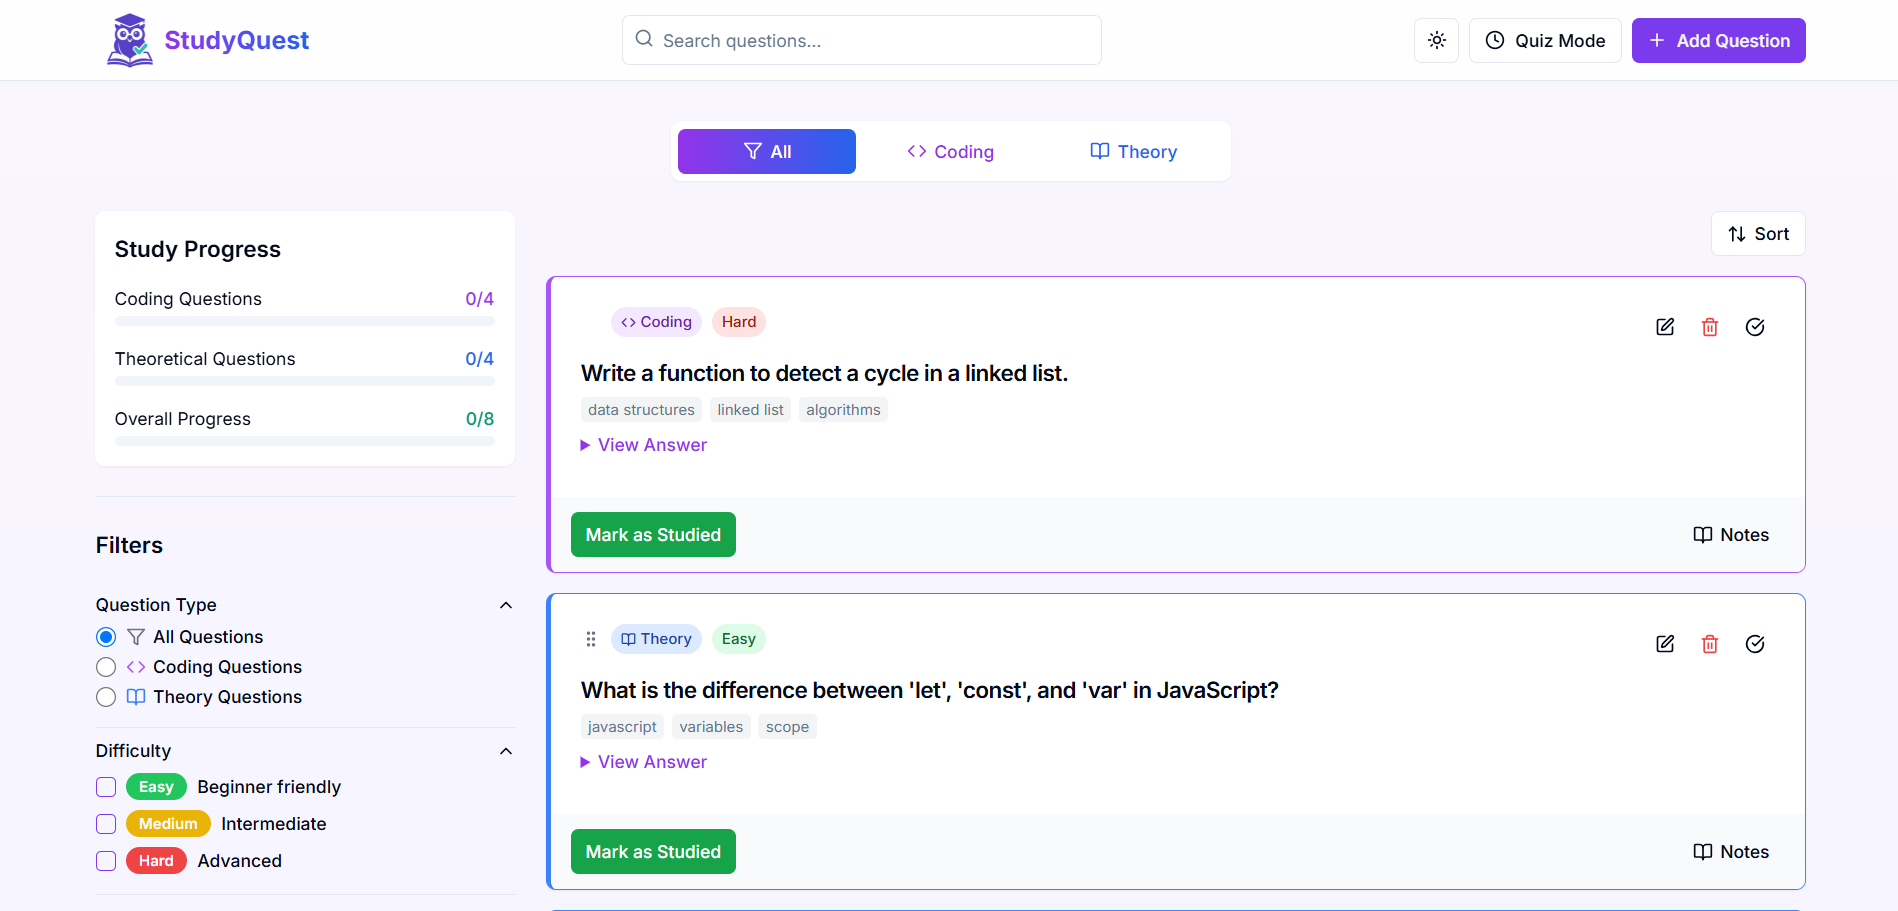 StudyQuest
Search questions...
Quiz Mode
Add Question
All
Coding
Theory
Study Progress
Coding Questions 0/4
Theoretical Questions 0/4
Overall Progress 0/8
Filters
Question Type
All Questions
Coding Questions
Theory Questions
Difficulty
Easy Beginner friendly
Medium Intermediate
Hard Advanced
Sort
Coding Hard
Write a function to detect a cycle in a linked list.
data structures linked list algorithms
View Answer
Mark as Studied
Notes
Theory Easy
What is the difference between 'let', 'const', and 'var' in JavaScript?
javascript variables scope
View Answer
Mark as Studied
Notes